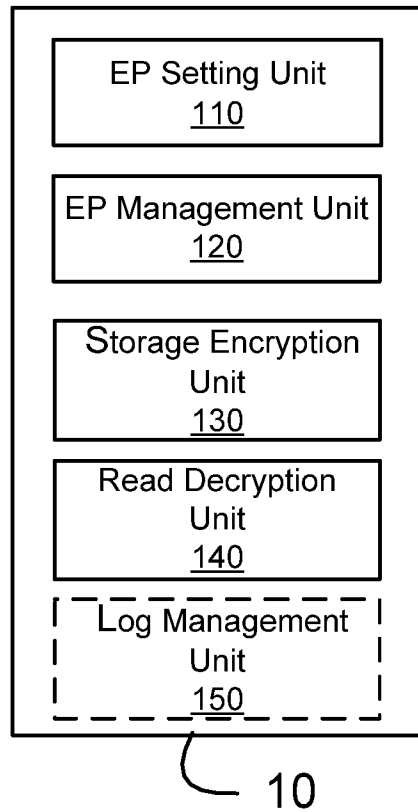 EP Setting Unit
110
EP Management Unit
120
Storage Encryption
Unit
130
Read Decryption
Unit
140
Log Management
Unit
150
10